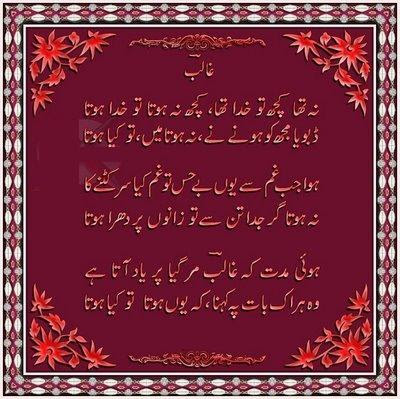 غالبؔ
نہ تھا کچھ تو خدا تھا، کچھ نہ ہوتا تو خدا ہوتا
ڈبویا مجھ کو ہونے نے، نہ ہوتا میں، تو کیا ہوتا
ہوا جب غم سے یوں بے حس تو غم کیا سر کٹنے کا
نہ ہوتا گر جدا تن سے تو زانوں پر دھرا ہوتا
ہوئی مدت کہ غالبؔ مر گیا پر یاد آتا ہے
وہ ہر اک بات پہ کہنا، کہ یوں ہوتا تو کیا ہوتا